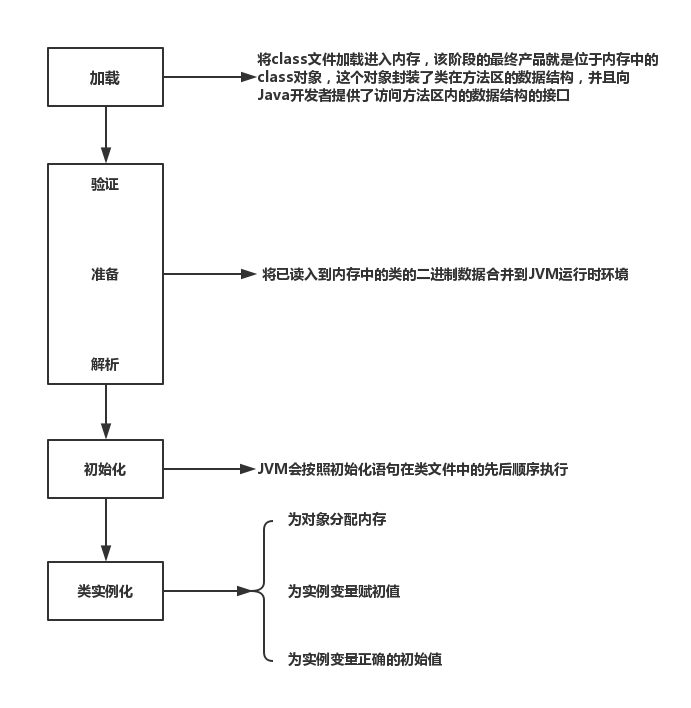 加载
将class文件加载进入内存，该阶段的最终产品就是位于内存中的
class对象，这个对象封装了类在方法区的数据结构，并且向
Java开发者提供了访问方法区内的数据结构的接口
验证
准备
将已读入到内存中的类的二进制数据合并到JVM运行时环境
解析
初始化
JVM会按照初始化语句在类文件中的先后顺序执行
为对象分配内存
类实例化
为实例变量赋初值
为实例变量正确的初始值